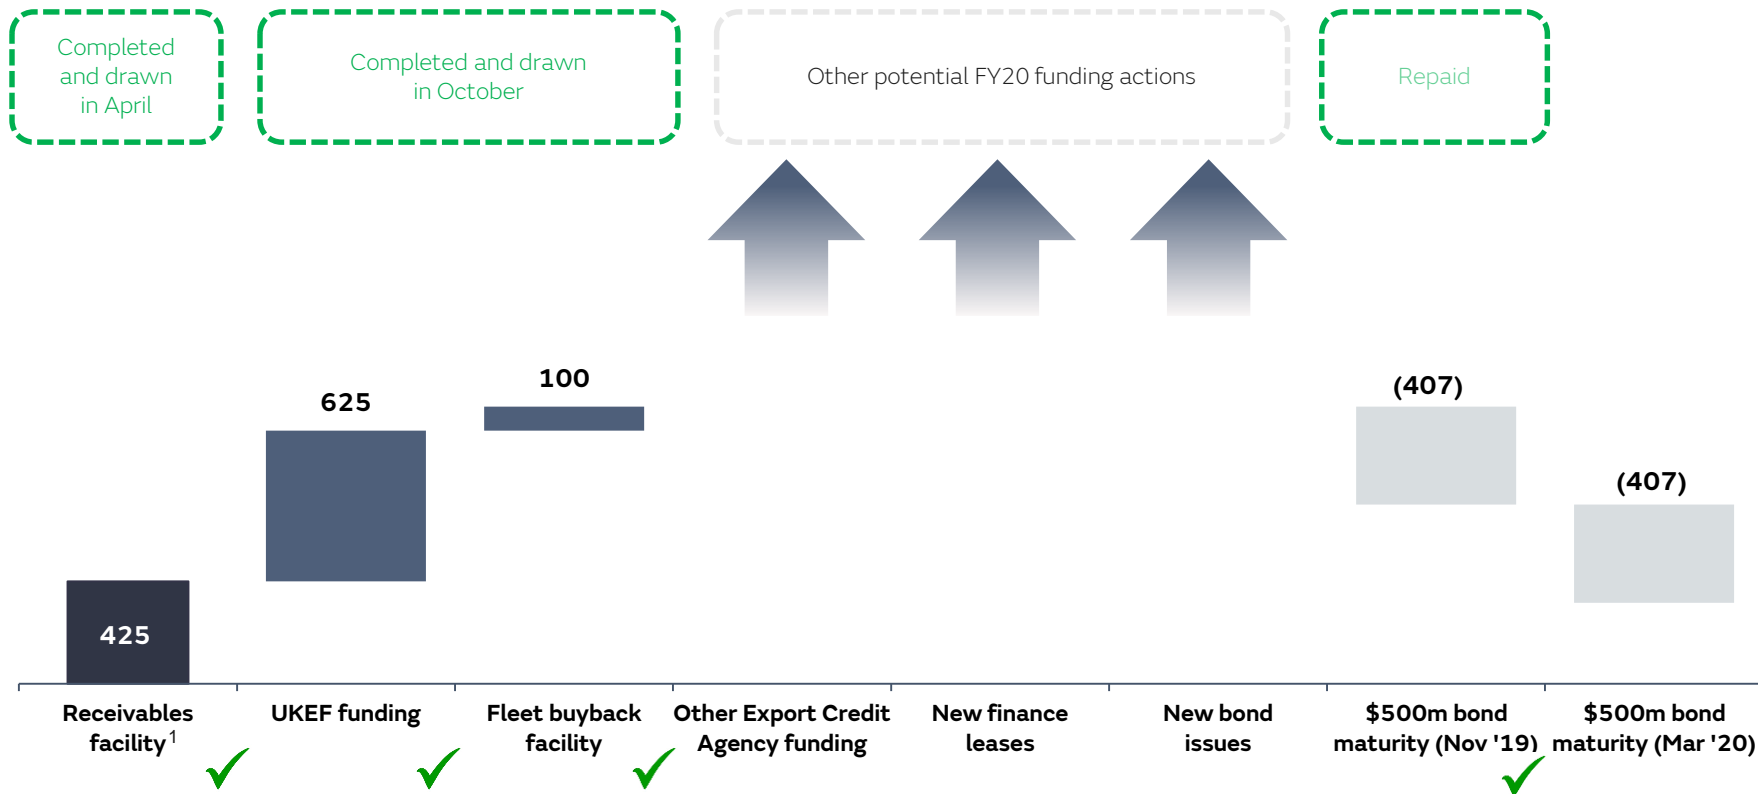 Completed
and drawn
in April
Completed and drawn
in October
Other potential FY20 funding actions
Repaid
425
625
100
(407)
(407)
Receivables
facility1
UKEF funding
Fleet buyback
facility
Other Export Credit
Agency funding
New finance
leases
New bond
issues
$500m bond
maturity (Nov '19)
$500m bond
maturity (Mar '20)